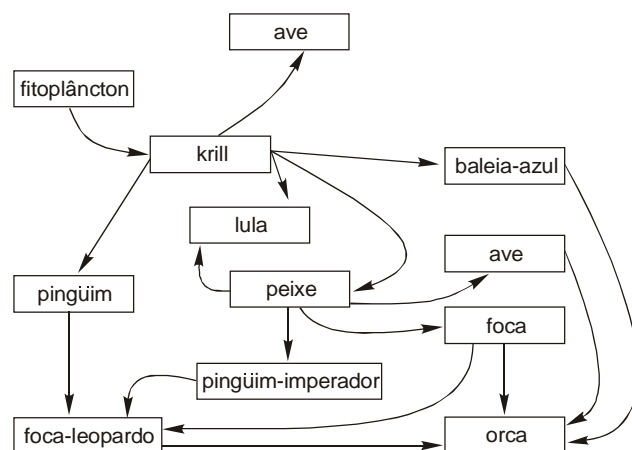 ave
fitoplâncton
krill
baleia-azul
lula
ave
pingüim
peixe
foca
pingüim-imperador
foca-leopardo
orca